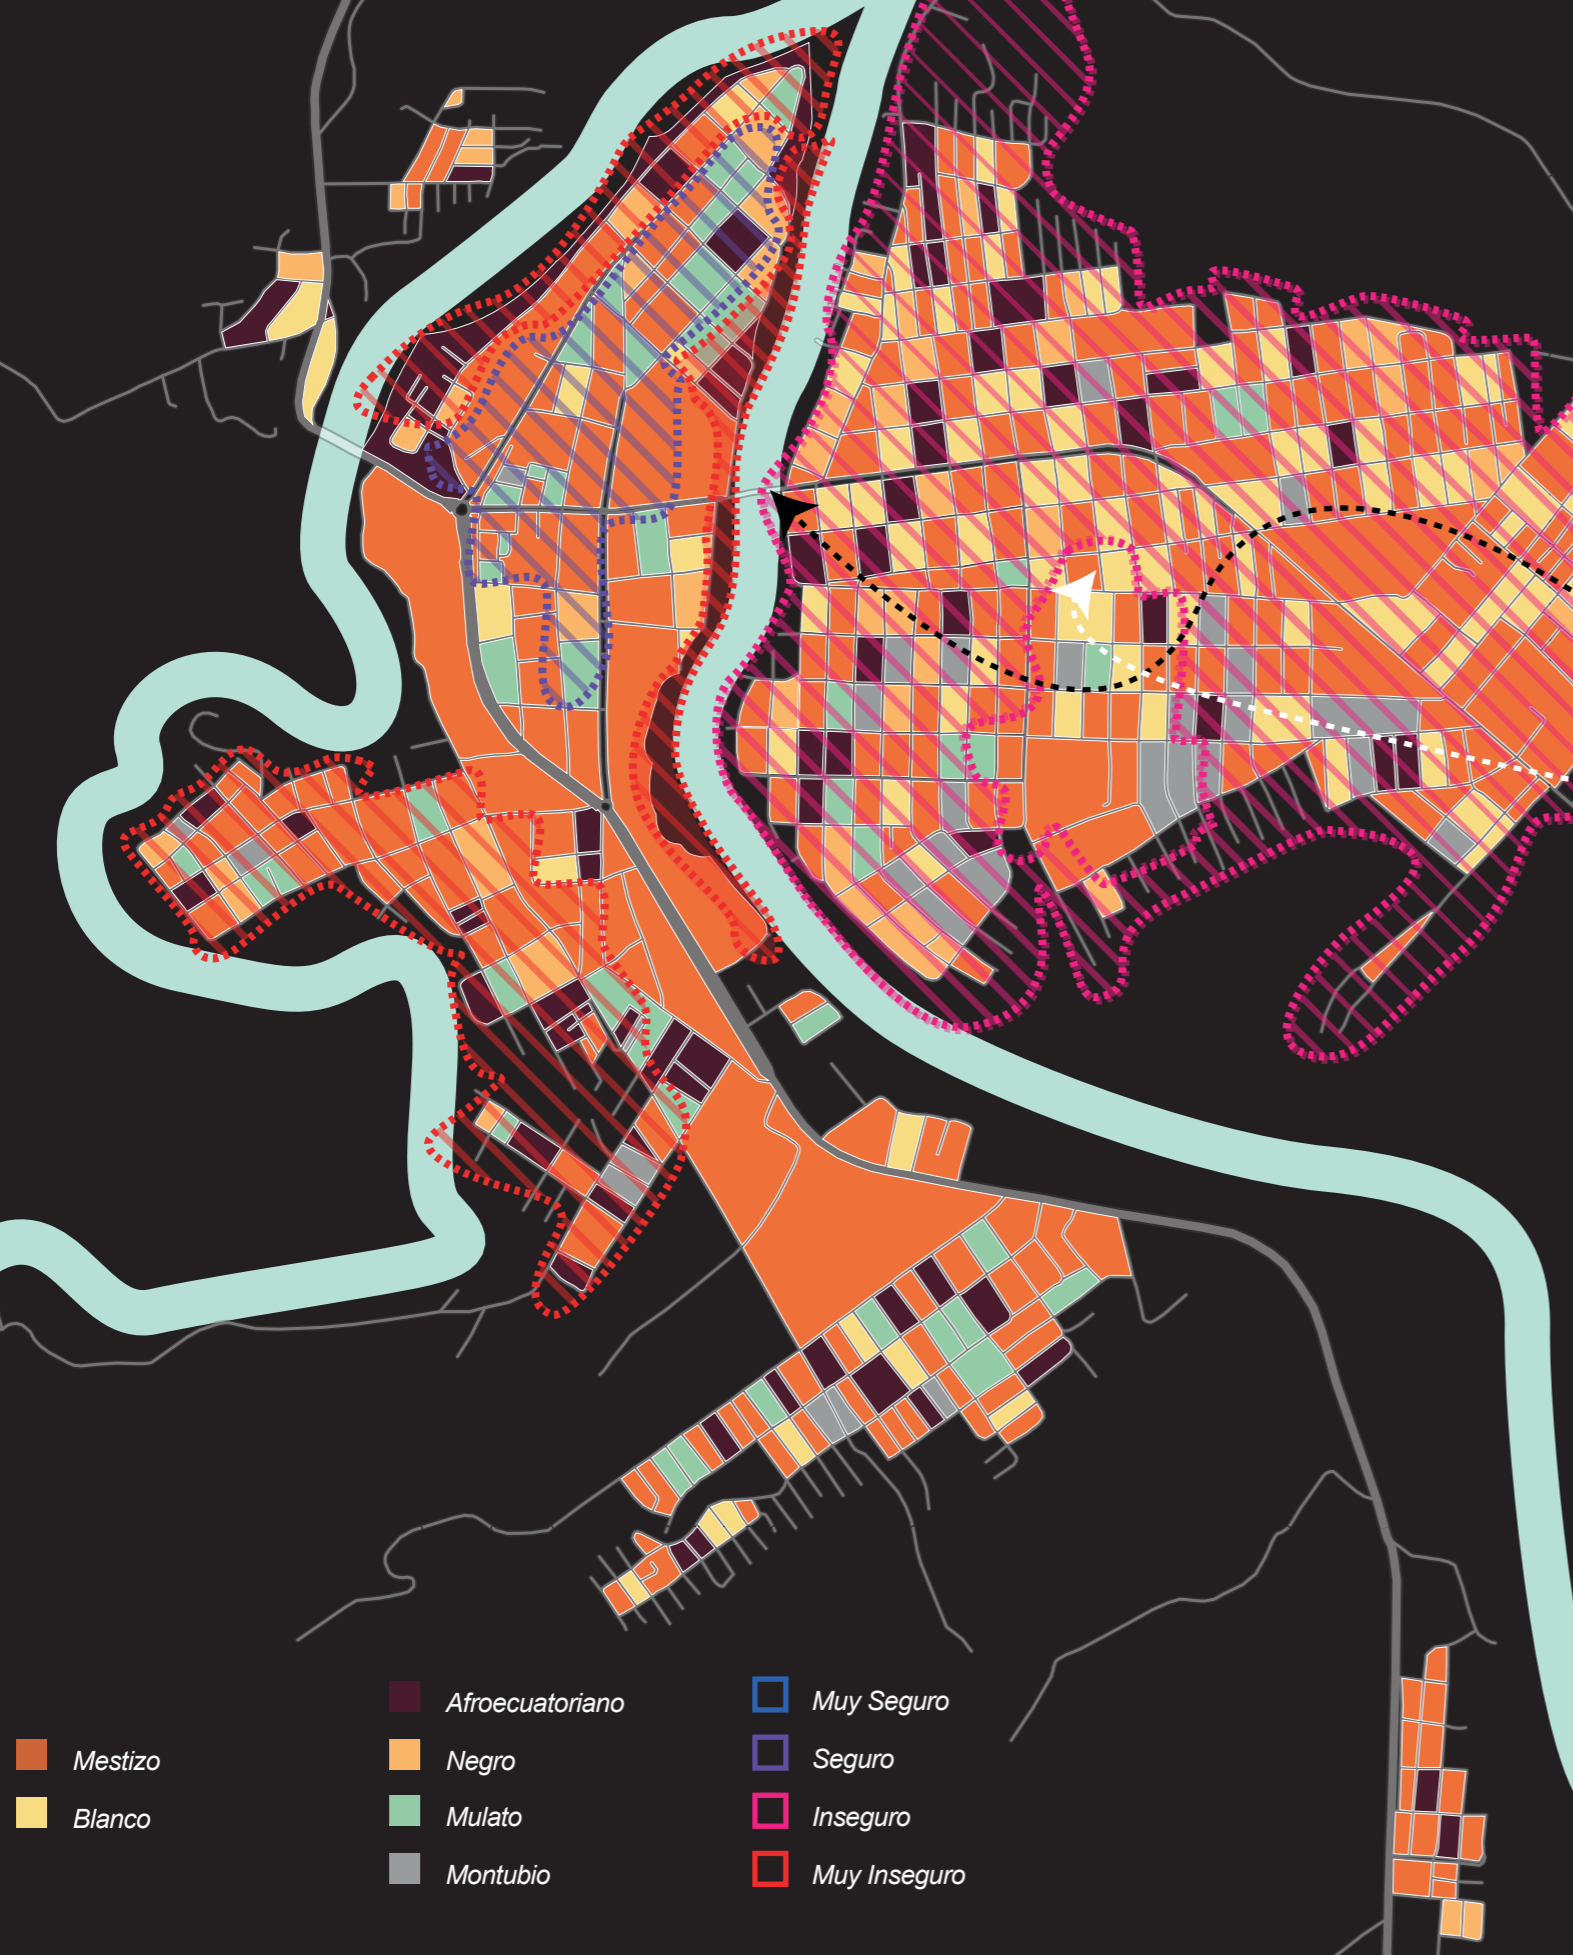 Mestizo
Blanco
Afroecuatoriano
Negro
Mulato
Montubio
Muy Seguro
Seguro
Inseguro
Muy Inseguro